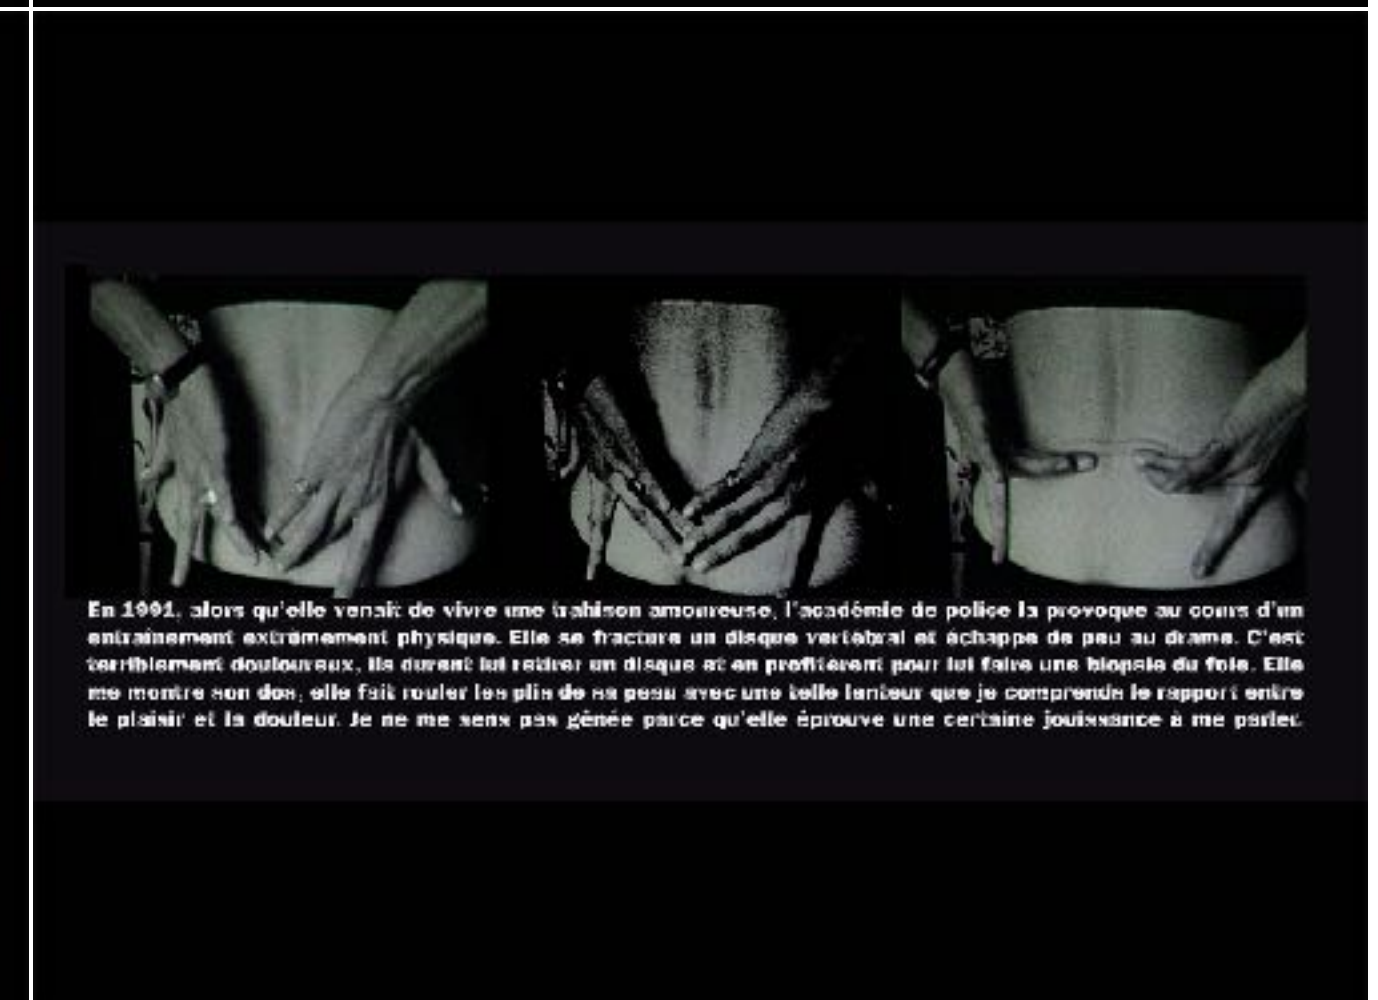 En 1991, alors qu'elle venait de vivre une trahison amoureuse, l'académie de police la provoque au cours d'un
entraînement extrêmement physique. Elle se fracture un disque vertébral et échappe de peu au drame. C'est
terriblement douloureux, ils durent lui retirer un disque et en profitèrent pour lui faire une biopsie du foie. Elle
me montre son dos, elle fait rouler les plis de sa peau avec une telle lenteur que je comprends le rapport entre
le plaisir et la douleur. Je ne me sens pas gênée parce qu'elle éprouve une certaine jouissance à me parler.